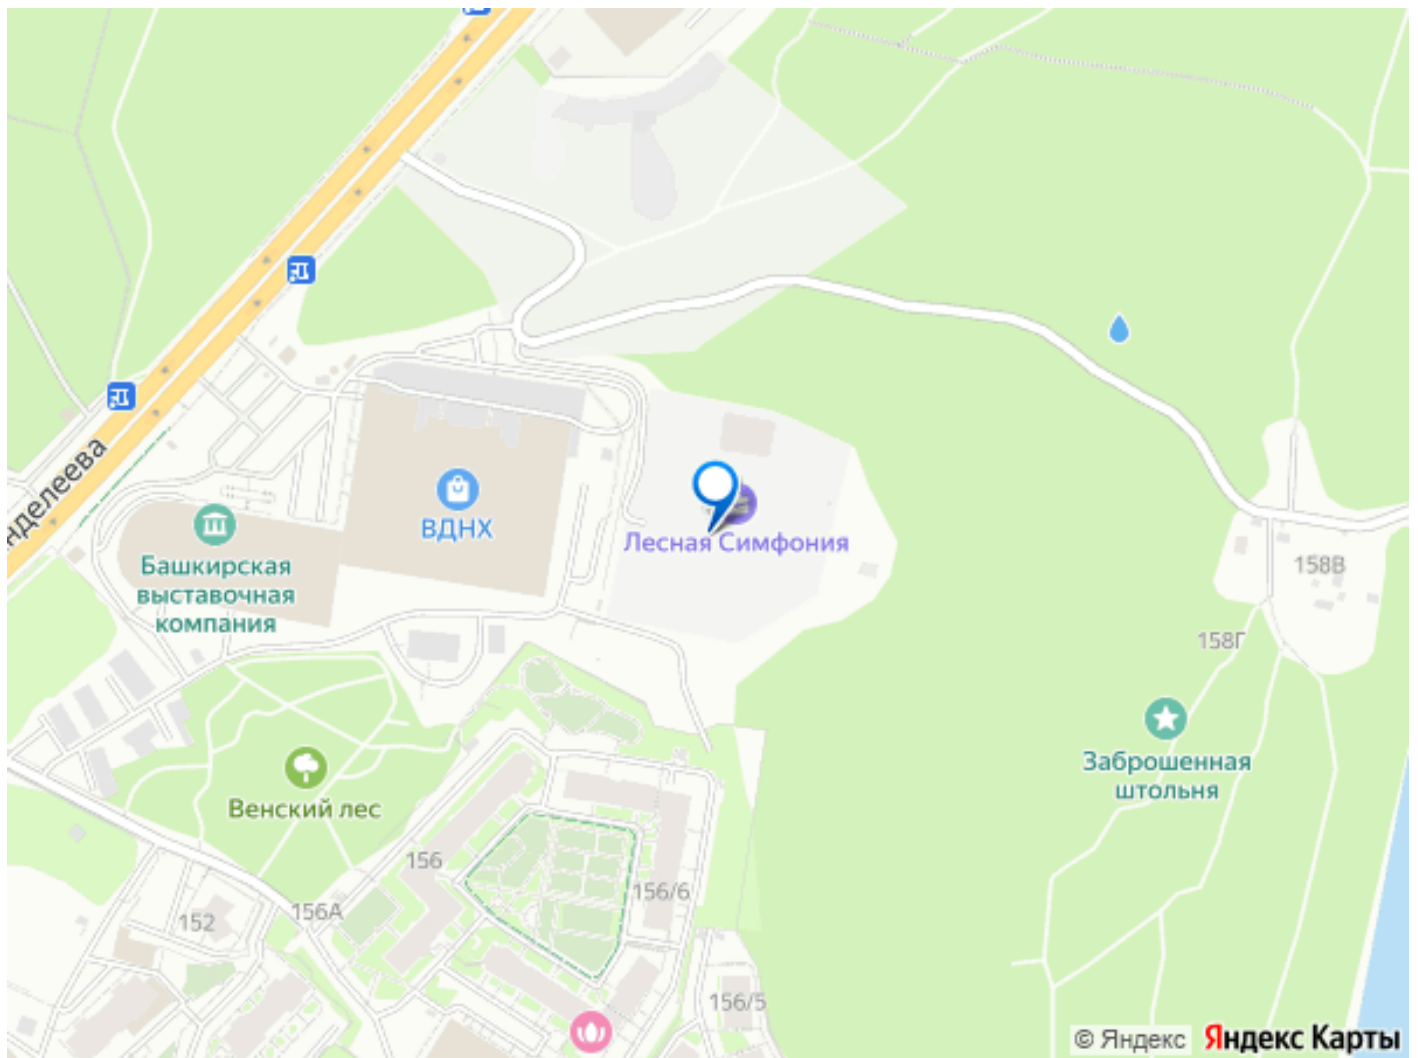 нделеева
ВДНХ
Лесная Симфония
Башкирская
выставочная
компания
158В
158Г
Заброшенная
штольня
Венский лес
156
156/6
156А
152
156/5
© Яндекс Яндекс Карты